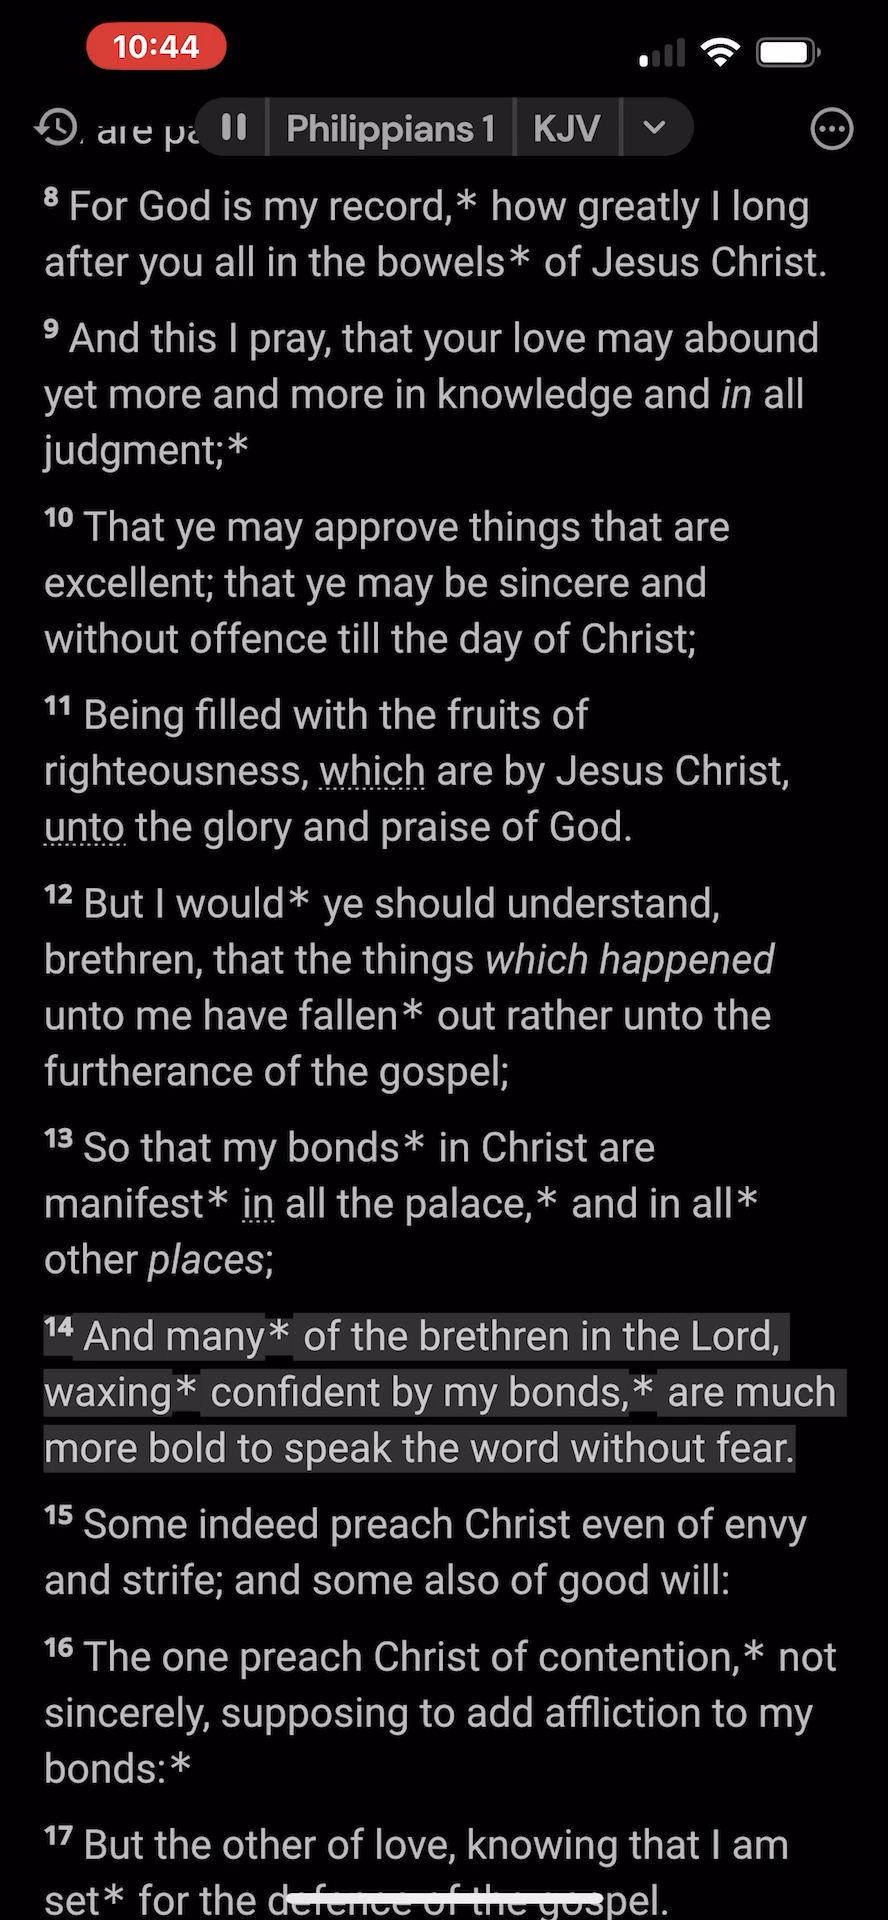 10:44
are pa
Philippians 1 KJV
8 For God is my record,* how greatly I long
after you all in the bowels* of Jesus Christ.
9 And this I pray, that your love may abound
yet more and more in knowledge and in all
judgment;*
10 That ye may approve things that are
excellent; that ye may be sincere and
without offence till the day of Christ;
11 Being filled with the fruits of
righteousness, which are by Jesus Christ,
unto the glory and praise of God.
12 But I would* ye should understand,
brethren, that the things which happened
unto me have fallen* out rather unto the
furtherance of the gospel;
13 So that my bonds* in Christ are
manifest* in all the palace,* and in all*
other places;
14 And many* of the brethren in the Lord,
waxing* confident by my bonds,* are much
more bold to speak the word without fear.
15 Some indeed preach Christ even of envy
and strife; and some also of good will:
16 The one preach Christ of contention,* not
sincerely, supposing to add affliction to my
bonds:*
17 But the other of love, knowing that I am
set* for the defence of the gospel.